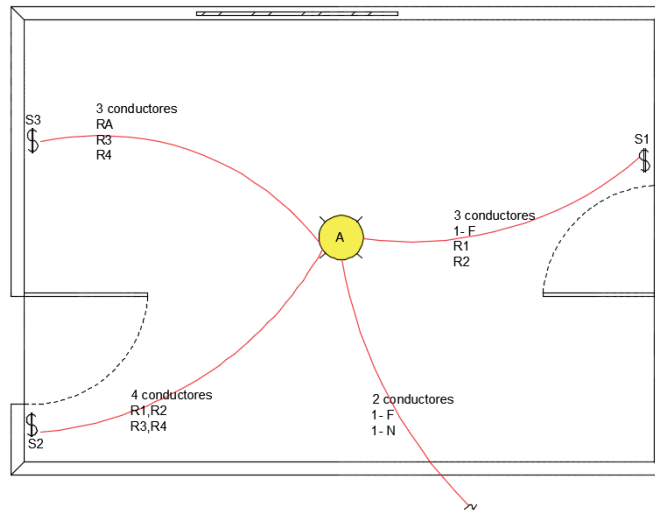 3 conductores
RA
R3
R4
S3
S1
A
3 conductores
1- F
R1
R2
4 conductores
R1,R2
R3,R4
S2
2 conductores
1- F
1- N